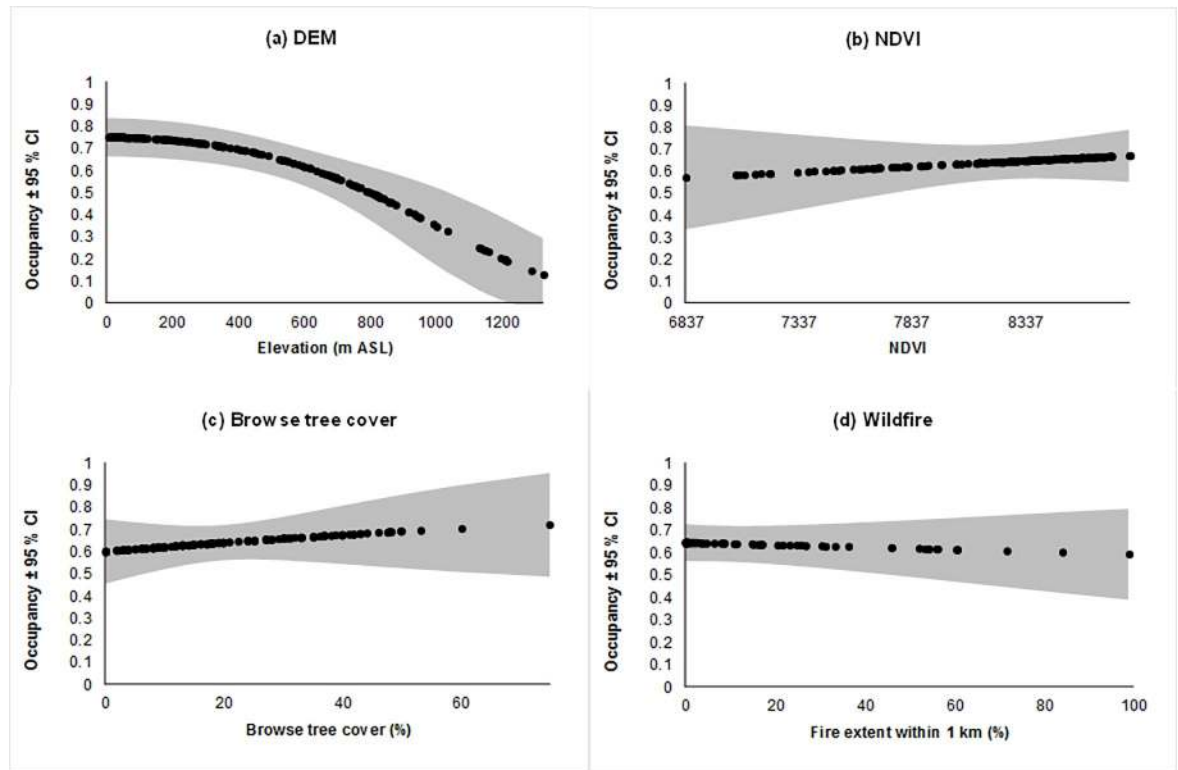 (a) DEM
Occupancy ± 95 % CI
1
0.9
0.8
0.7
0.6
0.5
0.4
0.3
0.2
0.1
0
0 200 400 600 800 1000 1200
Elevation (m ASL)
(b) NDVI
Occupancy ± 95 % CI
1
0.9
0.8
0.7
0.6
0.5
0.4
0.3
0.2
0.1
0
6837 7337 7837 8337
NDVI
(c) Browse tree cover
Occupancy ± 95 % CI
1
0.9
0.8
0.7
0.6
0.5
0.4
0.3
0.2
0.1
0
0 20 40 60
Browse tree cover (%)
(d) Wildfire
Occupancy ± 95 % CI
1
0.9
0.8
0.7
0.6
0.5
0.4
0.3
0.2
0.1
0
0 20 40 60 80 100
Fire extent within 1 km (%)